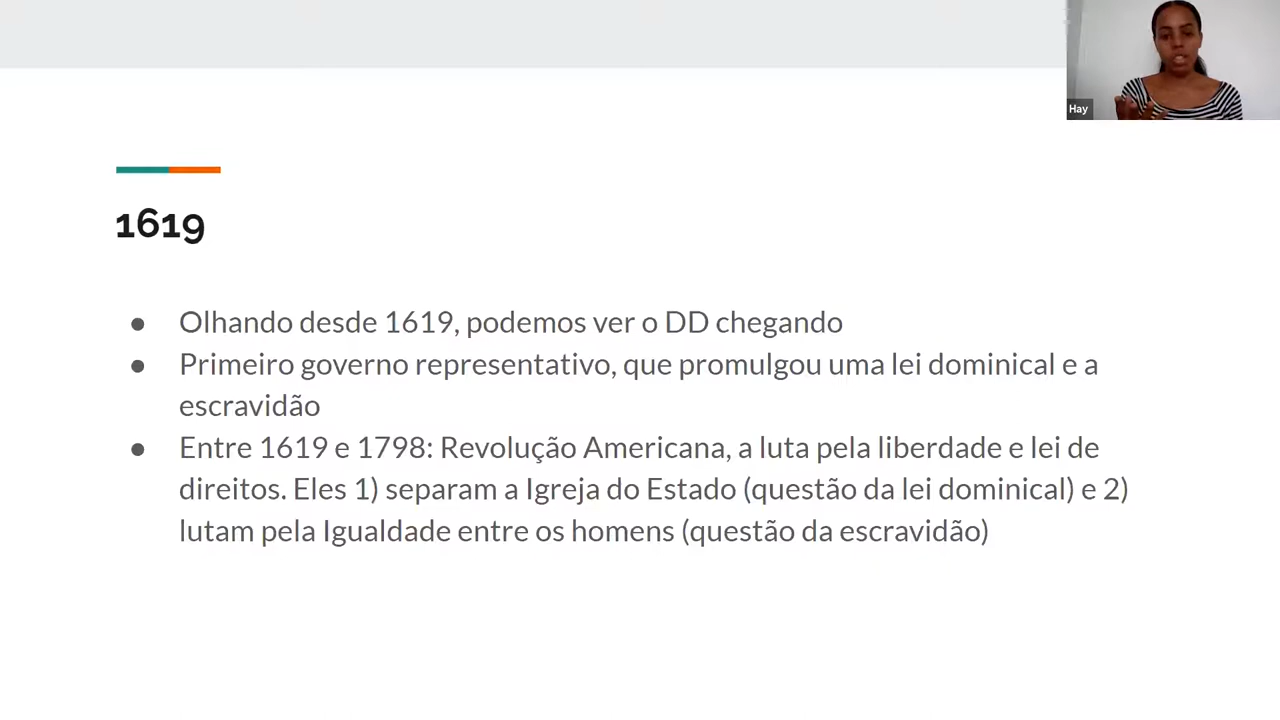 Hay
1619
● Olhando desde 1619, podemos ver o DD chegando
● Primeiro governo representativo, que promulgou uma lei dominical e a
escravidão
● Entre 1619 e 1798: Revolução Americana, a luta pela liberdade e lei de
direitos. Eles 1) separam a Igreja do Estado (questão da lei dominical) e 2)
lutam pela Igualdade entre os homens (questão da escravidão)